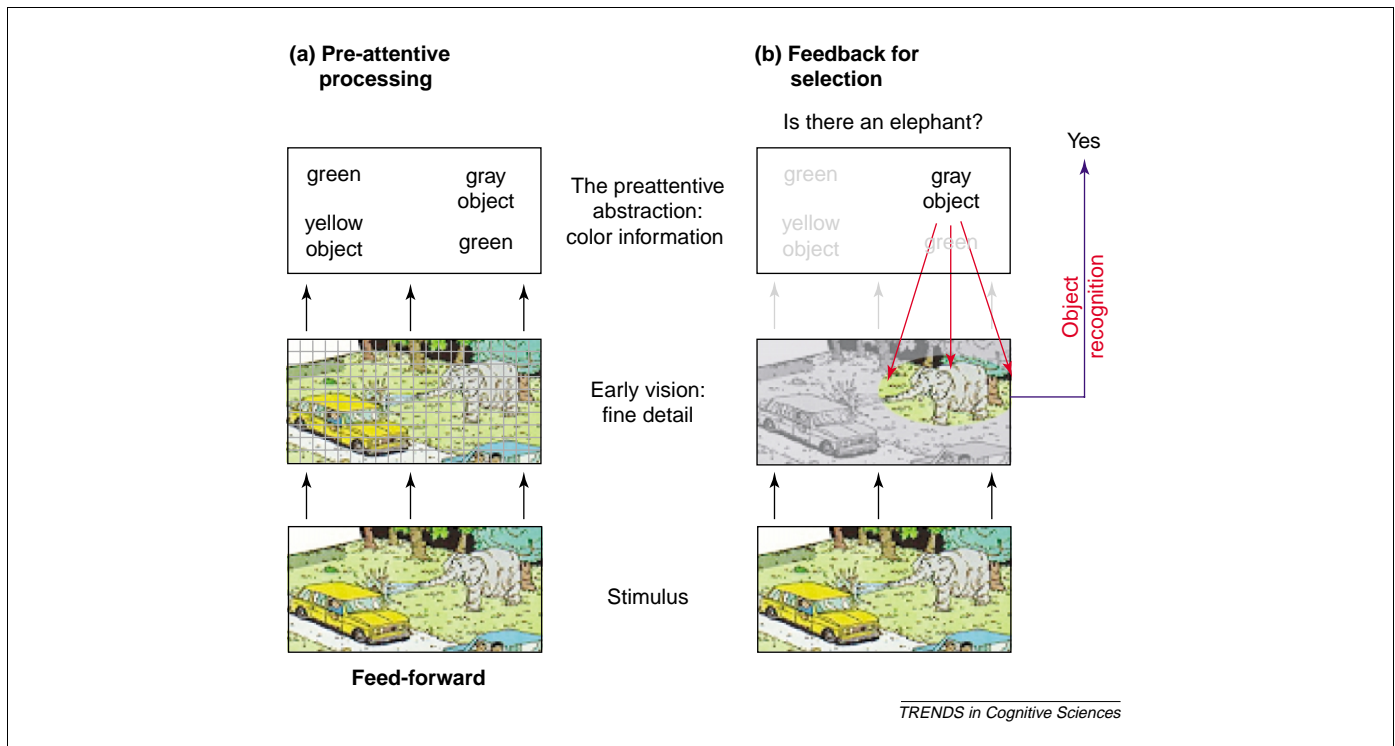 (a) Pre-attentive
processing
(b) Feedback for
selection
Is there an elephant?
Yes
green
gray
object
yellow
object
green
The preattentive
abstraction:
color information
green
gray
object
yellow
object
green
Object
recognition
Early vision:
fine detail
Stimulus
Feed-forward
TRENDS in Cognitive Sciences